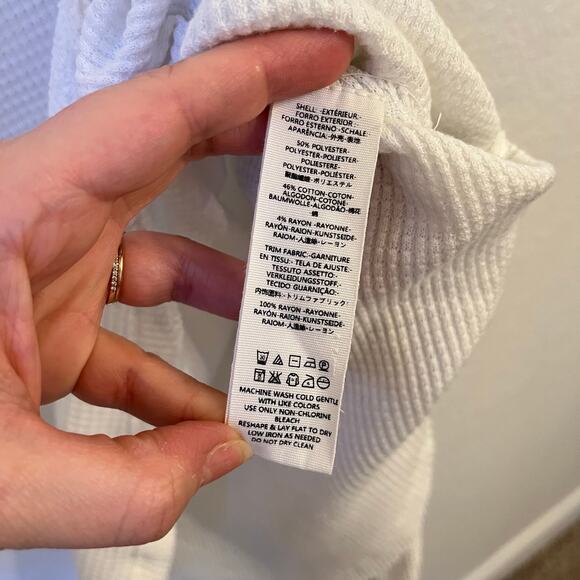 SHELL: -EXTÉRIEUR:-
FORRO EXTERIOR :-
FORRO ESTERNO -SCHALE:-
APARÊNCIA: -外壳-表地
50% POLYESTER-
POLYESTER-POLIESTER-
POLIESTERE-
POLYESTER-POLIÉSTER-
聚酯纖維-ポリエステル
46% COTTON-COTON-
ALGODON-COTONE-
BAUMWOLLE-ALGODÃO-棉花
-綿
4% RAYON -RAYONNE-
RAYÓN-RAION-KUNSTSEIDE-
RAIOM-人造絲-レーヨン
TRIM FABRIC:-GARNITURE
EN TISSU:- TELA DE AJUSTE:-
TESSUTO ASSETTO:-
VERKLEIDUNGSSTOFF,:-
TECIDO GUARNIÇÃO:-
内饰面料:-トリムファブリック:-
100% RAYON -RAYONNE-
RAYÓN-RAION-KUNSTSEIDE-
RAIOM-人造絲-レーヨン
MACHINE WASH COLD GENTLE
WITH LIKE COLORS
USE ONLY NON-CHLORINE
BLEACH
RESHAPE & LAY FLAT TO DRY
LOW IRON AS NEEDED
DO NOT DRY CLEAN